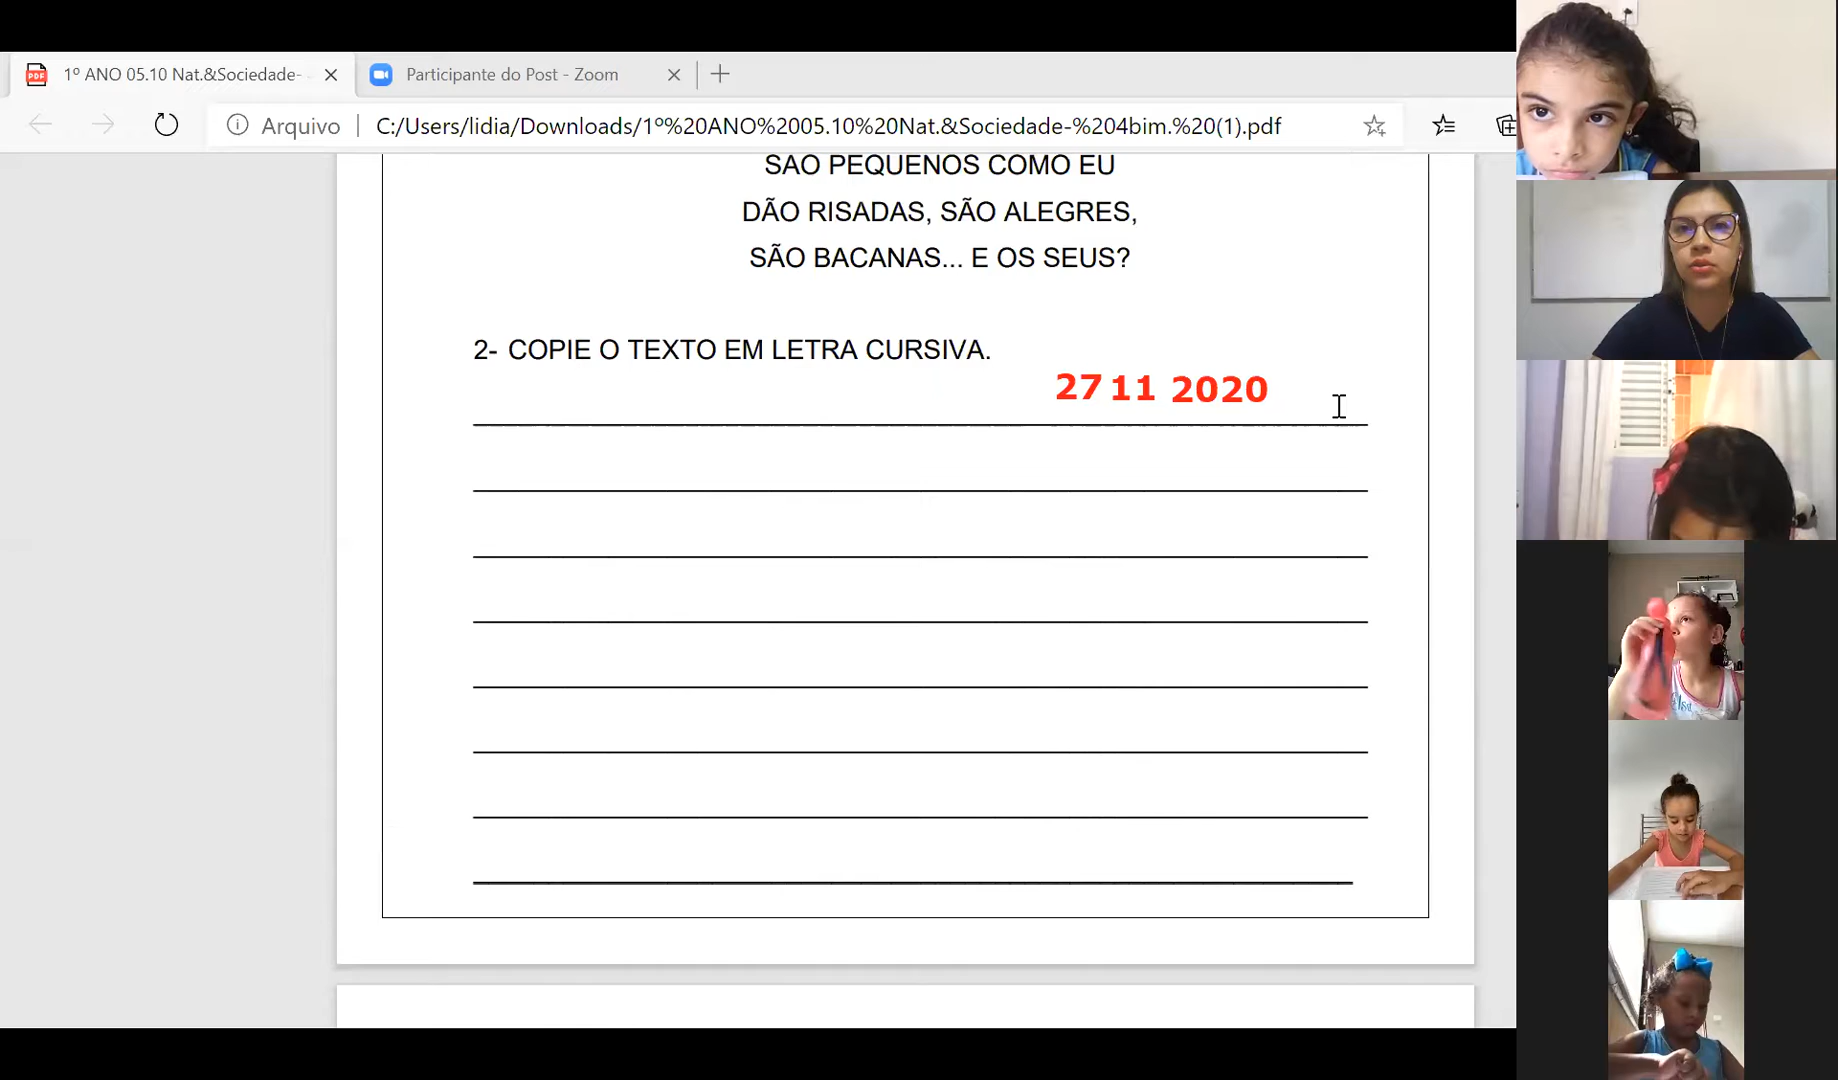 1º ANO 05.10 Nat.&Sociedade-
Participante do Post - Zoom
Arquivo
C:/Users/lidia/Downloads/1º%20ANO%2005.10%20Nat.&Sociedade-%204bim.%20(1).pdf
SÃO PEQUENOS COMO EU
DÃO RISADAS, SÃO ALEGRES,
SÃO BACANAS... E OS SEUS?
2- COPIE O TEXTO EM LETRA CURSIVA.
27 11 2020